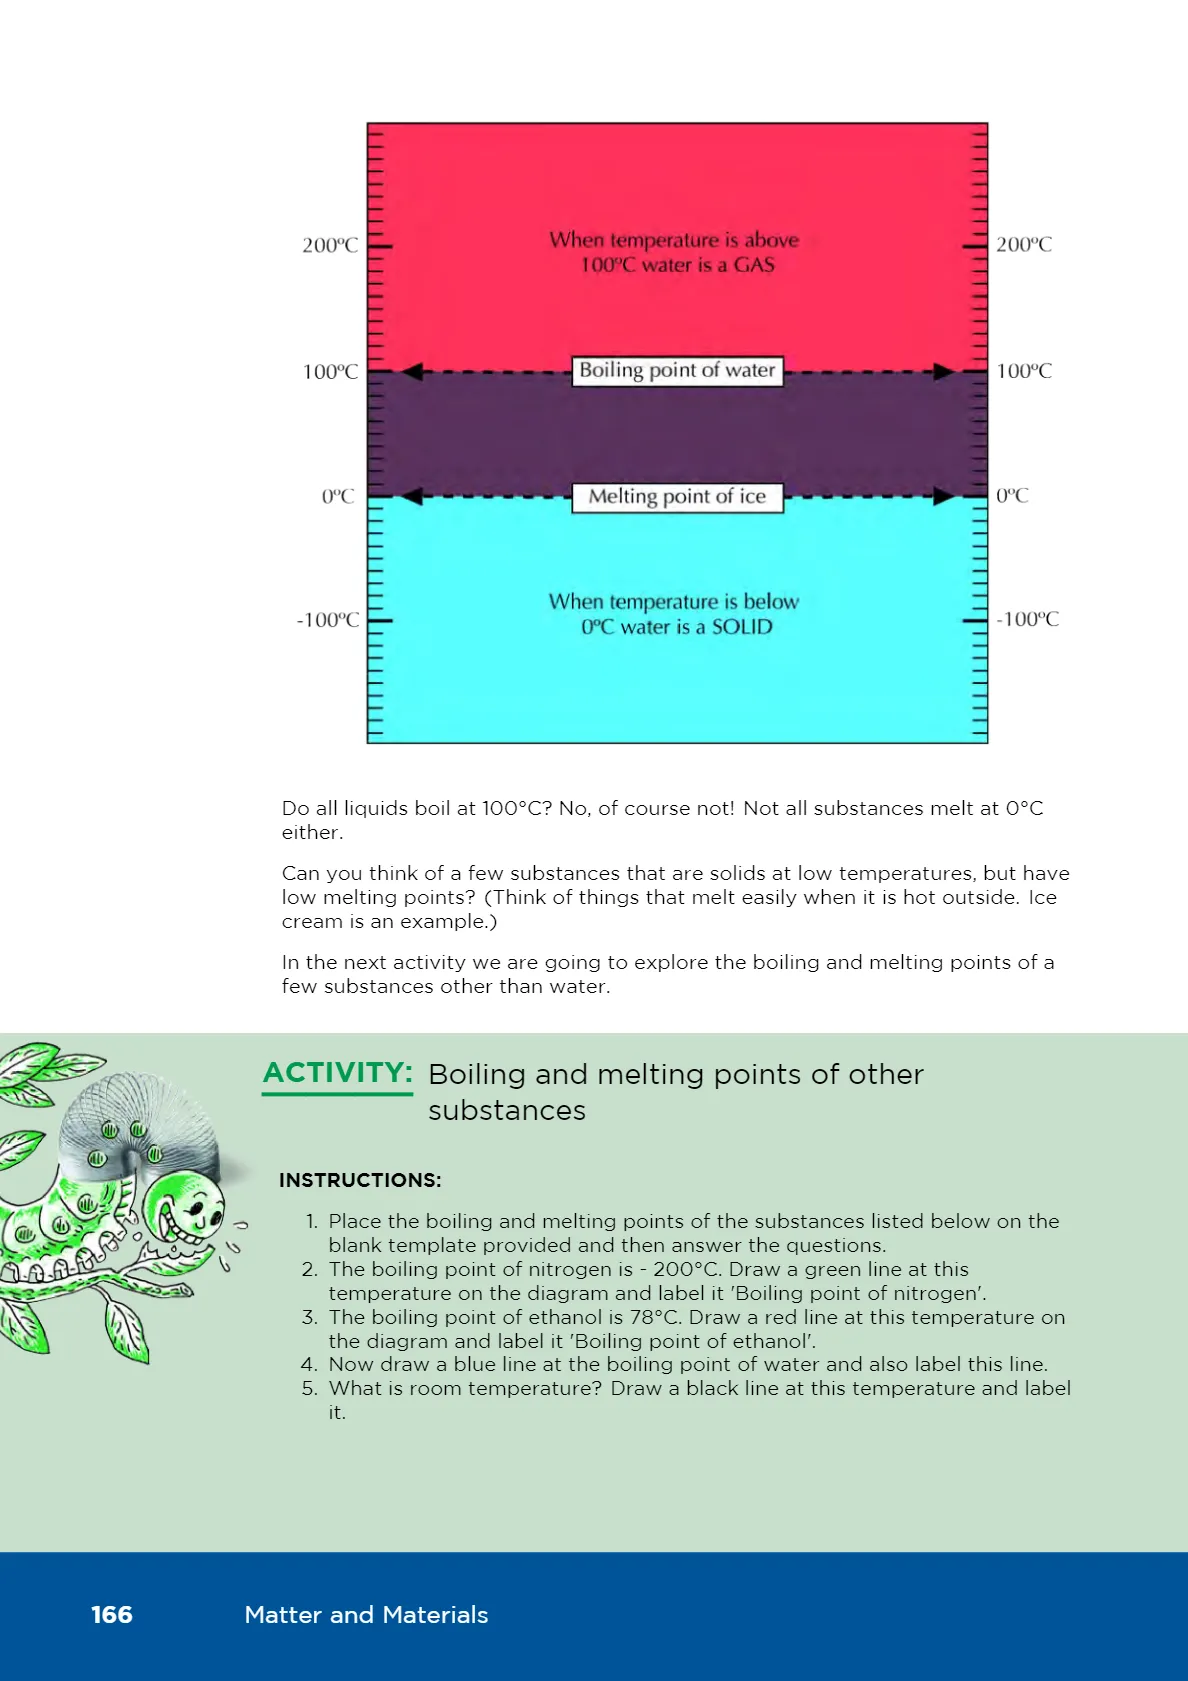 200ºC
When temperature is above
200ºC
100ºC water is a GAS
100ºC
Boiling point of water
100ºC
0ºC
Melting point of ice
0ºC
When temperature is below
-100ºC
0ºC water is a SOLID
-100ºC
Do all liquids boil at 100°C? No, of course not! Not all substances melt at 0°C
either.
Can you think of a few substances that are solids at low temperatures, but have
low melting points? (Think of things that melt easily when it is hot outside. Ice
cream is an example.)
In the next activity we are going to explore the boiling and melting points of a
few substances other than water.
ACTIVITY: Boiling and melting points of other
substances
INSTRUCTIONS:
1. Place the boiling and melting points of the substances listed below on the
blank template provided and then answer the questions.
2. The boiling point of nitrogen is - 200°C. Draw a green line at this
temperature on the diagram and label it 'Boiling point of nitrogen'.
3. The boiling point of ethanol is 78°C. Draw a red line at this temperature on
the diagram and label it 'Boiling point of ethanol'.
4. Now draw a blue line at the boiling point of water and also label this line.
5. What is room temperature? Draw a black line at this temperature and label
it.
166 Matter and Materials